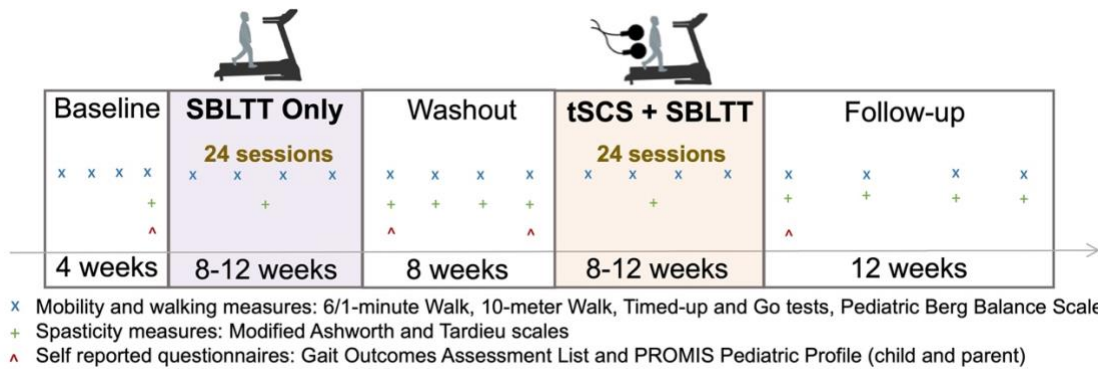 Baseline SBLTT Only Washout tSCS + SBLTT Follow-up
24 sessions 24 sessions
x x x x x x x x x x x x x x x x x x x x
+ + + + + + + + + + +
^ ^ ^ ^
4 weeks 8-12 weeks 8 weeks 8-12 weeks 12 weeks
x Mobility and walking measures: 6/1-minute Walk, 10-meter Walk, Timed-up and Go tests, Pediatric Berg Balance Scale
+ Spasticity measures: Modified Ashworth and Tardieu scales
^ Self reported questionnaires: Gait Outcomes Assessment List and PROMIS Pediatric Profile (child and parent)